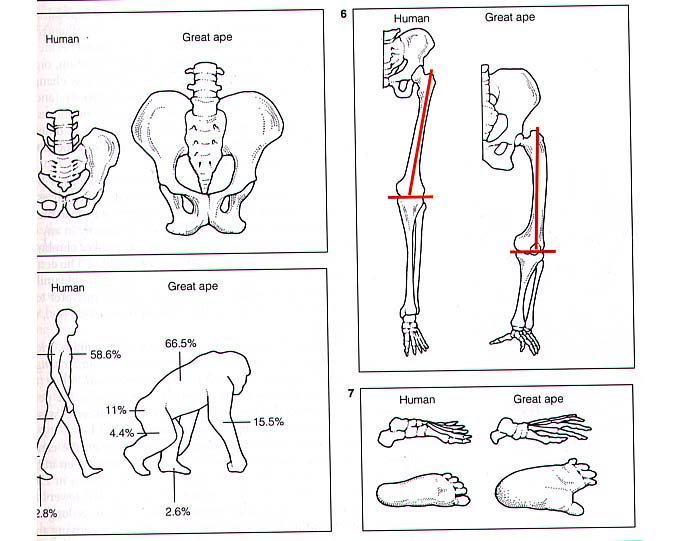 Human
Great ape
Human
Great ape
58.6%
66.5%
11%
4.4%
15.5%
2.8%
2.6%
6
Human
Great ape
7
Human
Great ape